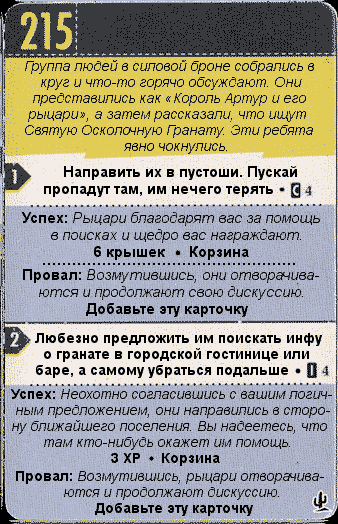 215
Группа людей в силовой броне собрались в
круг и что-то горячо обсуждают. Они
представились как «Король Артур и его
рыцари», а затем рассказали, что ищут
Святую Осколочную Гранату. Эти ребята
явно чокнулись.
1 Направить их в пустоши. Пускай
пропадут там, им нечего терять • C 4
Успех: Рыцари благодарят вас за помощь
в поисках и щедро вас награждают.
6 крышек • Корзина
Провал: Возмутившись, они отворачива-
ются и продолжают свою дискуссию.
Добавьте эту карточку
2 Любезно предложить им поискать инфу
о гранате в городской гостинице или
баре, а самому убраться подальше • I 4
Успех: Неохотно согласившись с вашим логич-
ным предложением, они направились в сторо-
ну ближайшего поселения. Вы надеетесь, что
там кто-нибудь окажет им помощь.
3 XP • Корзина
Провал: Возмутившись, рыцари отворачива-
ются и продолжают дискуссию.
Добавьте эту карточку